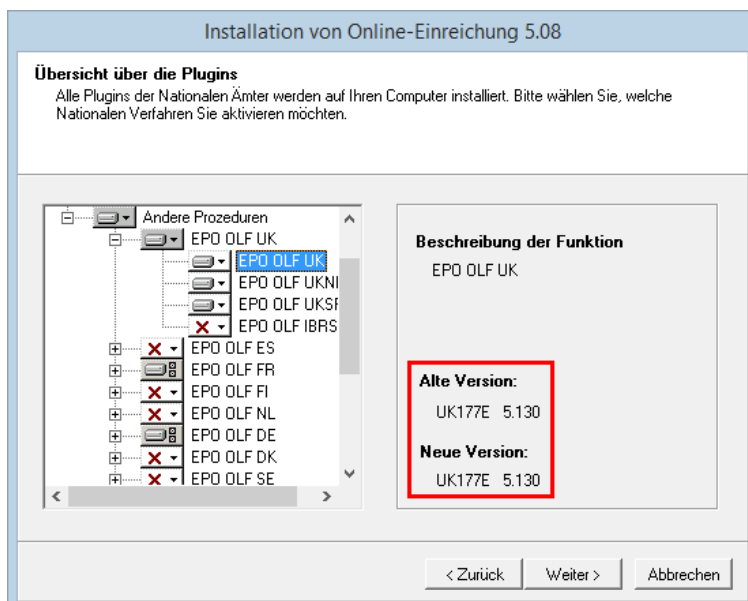 Installation von Online-Einreichung 5.08
Übersicht über die Plugins
Alle Plugins der Nationalen Ämter werden auf Ihren Computer installiert. Bitte wählen Sie, welche
Nationalen Verfahren Sie aktivieren möchten.
Andere Prozeduren
EPO OLF UK
EPO OLF UK
EPO OLF UKNI
EPO OLF UKSF
EPO OLF IBRS
EPO OLF ES
EPO OLF FR
EPO OLF FI
EPO OLF NL
EPO OLF DE
EPO OLF DK
EPO OLF SE
Beschreibung der Funktion
EPO OLF UK
Alte Version:
UK177E 5.130
Neue Version:
UK177E 5.130
< Zurück
Weiter >
Abbrechen